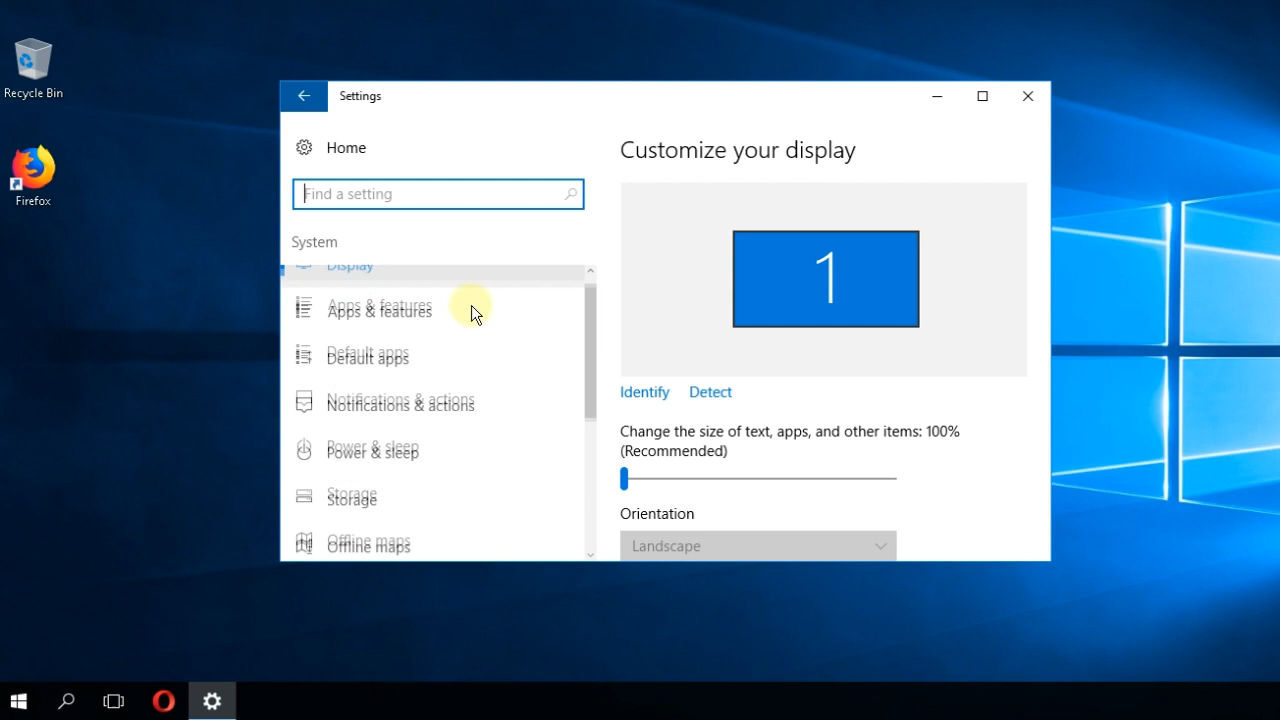 Recycle Bin
Firefox
Settings
Home
Find a setting
System
Display
Apps & features
Default apps
Notifications & actions
Power & sleep
Storage
Offline maps
Customize your display
1
Identify Detect
Change the size of text, apps, and other items: 100%
(Recommended)
Orientation
Landscape